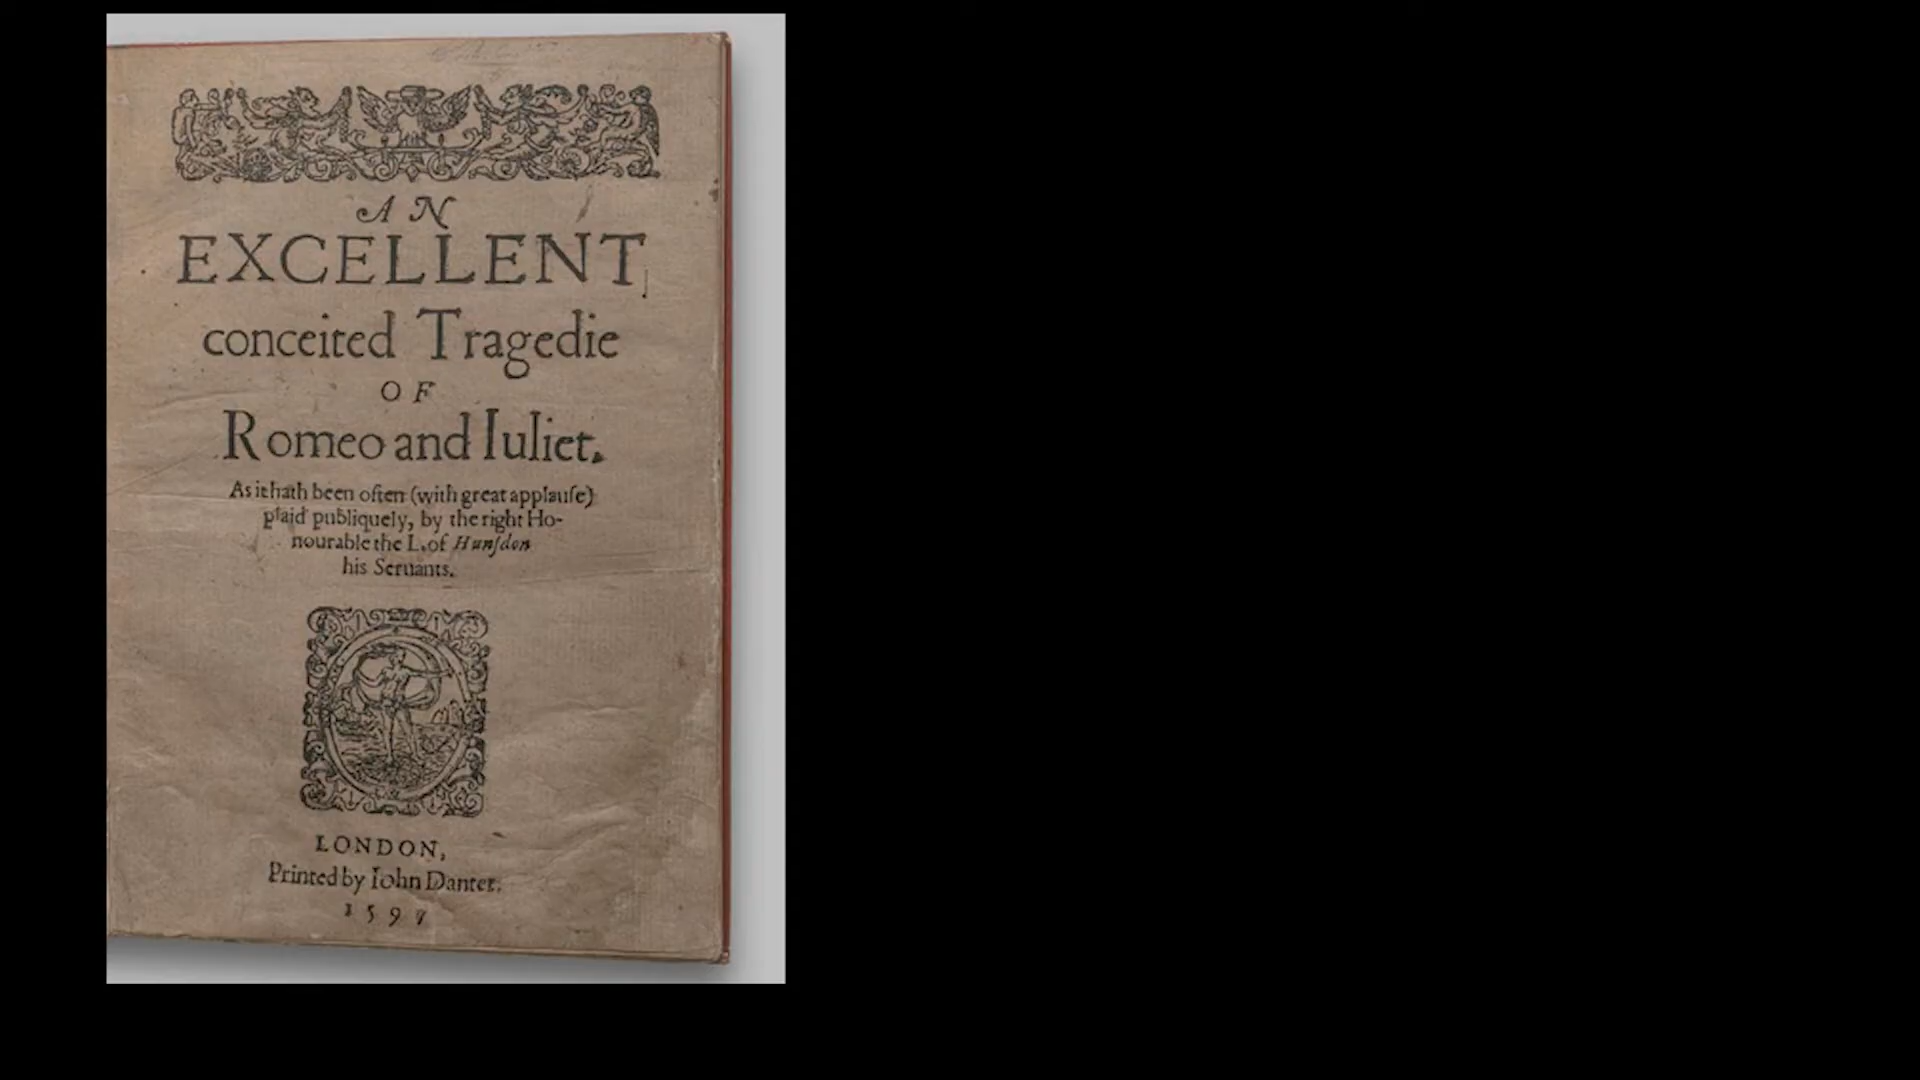 AN
EXCELLENT
conceited Tragedie
OF
Romeo and Iuliet.
As it hath been often (with great applauſe)
plaid publiquely, by the right Ho-
nourable the L. of Hunſdon
his Seruants.
LONDON,
Printed by Iohn Danter.
1597